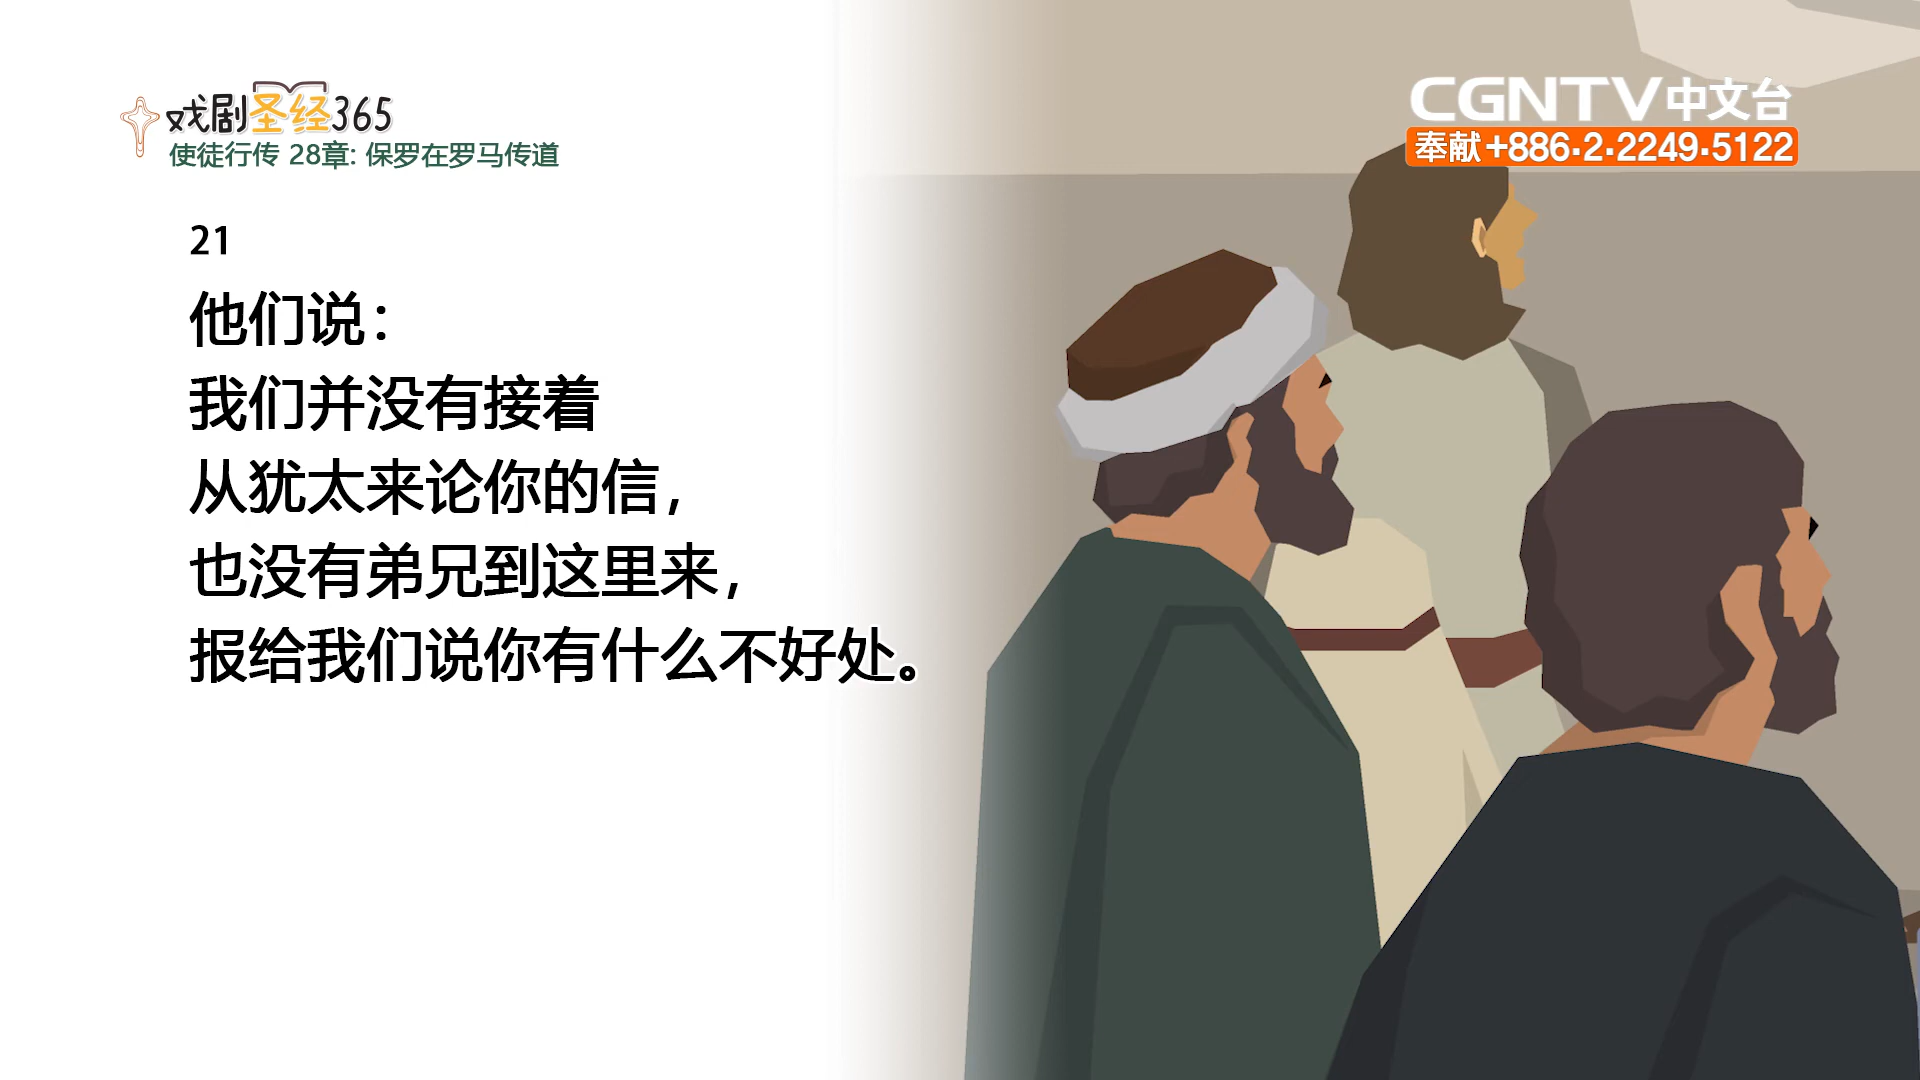 戏剧圣经365
使徒行传 28章: 保罗在罗马传道
CGNTV中文台
奉献+886·2·2249·5122
21
他们说：
我们并没有接着
从犹太来论你的信，
也没有弟兄到这里来，
报给我们说你有什么不好处。